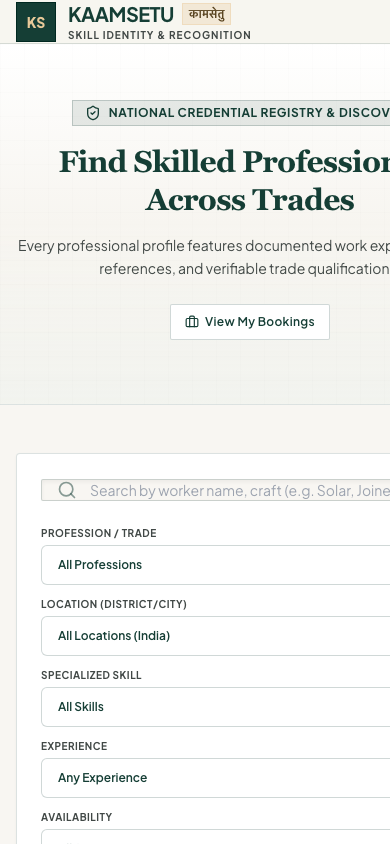 KS
KAAMSETU कामसेतु
SKILL IDENTITY & RECOGNITION
NATIONAL CREDENTIAL REGISTRY & DISCOV
Find Skilled Profession
Across Trades
Every professional profile features documented work exp
references, and verifiable trade qualification
View My Bookings
Search by worker name, craft (e.g. Solar, Joine
PROFESSION / TRADE
All Professions
LOCATION (DISTRICT/CITY)
All Locations (India)
SPECIALIZED SKILL
All Skills
EXPERIENCE
Any Experience
AVAILABILITY